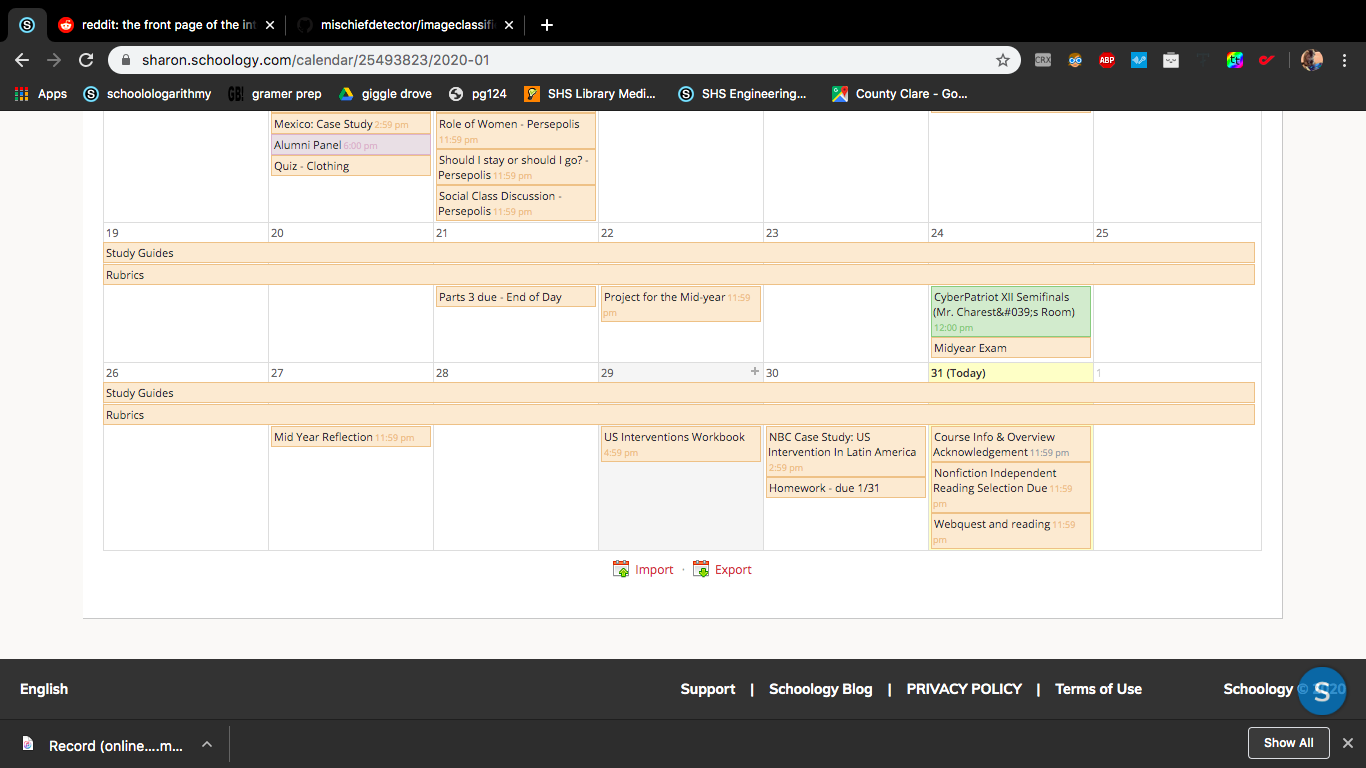 S
reddit: the front page of the int
mischiefdetector/imageclassifi
sharon.schoology.com/calendar/25493823/2020-01
CRX
ABP
Apps
S
schoolologarithmy
GB!
gramer prep
giggle drove
pg124
SHS Library Medi...
S
SHS Engineering...
County Clare - Go...
Mexico: Case Study 2:59 pm
Alumni Panel 6:00 pm
Quiz - Clothing
Role of Women - Persepolis
11:59 pm
Should I stay or should I go? -
Persepolis 11:59 pm
Social Class Discussion -
Persepolis 11:59 pm
19
20
21
22
23
24
25
Study Guides
Rubrics
Parts 3 due - End of Day
Project for the Mid-year 11:59
pm
CyberPatriot XII Semifinals
(Mr. Charest&#039;s Room)
12:00 pm
Midyear Exam
26
27
28
29
+
30
31 (Today)
1
Study Guides
Rubrics
Mid Year Reflection 11:59 pm
US Interventions Workbook
4:59 pm
NBC Case Study: US
Intervention In Latin America
2:59 pm
Homework - due 1/31
Course Info & Overview
Acknowledgement 11:59 pm
Nonfiction Independent
Reading Selection Due 11:59
pm
Webquest and reading 11:59
pm
Import · Export
English
Support | Schoology Blog | PRIVACY POLICY | Terms of Use
Schoology © 2020
S
Record (online....m...
Show All